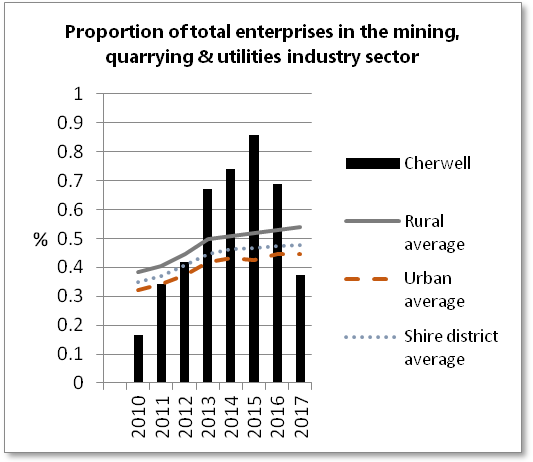 Proportion of total enterprises in the mining,
quarrying & utilities industry sector
1
0.9
0.8
0.7
0.6
0.5
0.4
0.3
0.2
0.1
0
%
2010
2011
2012
2013
2014
2015
2016
2017
Cherwell
Rural
average
Urban
average
Shire district
average